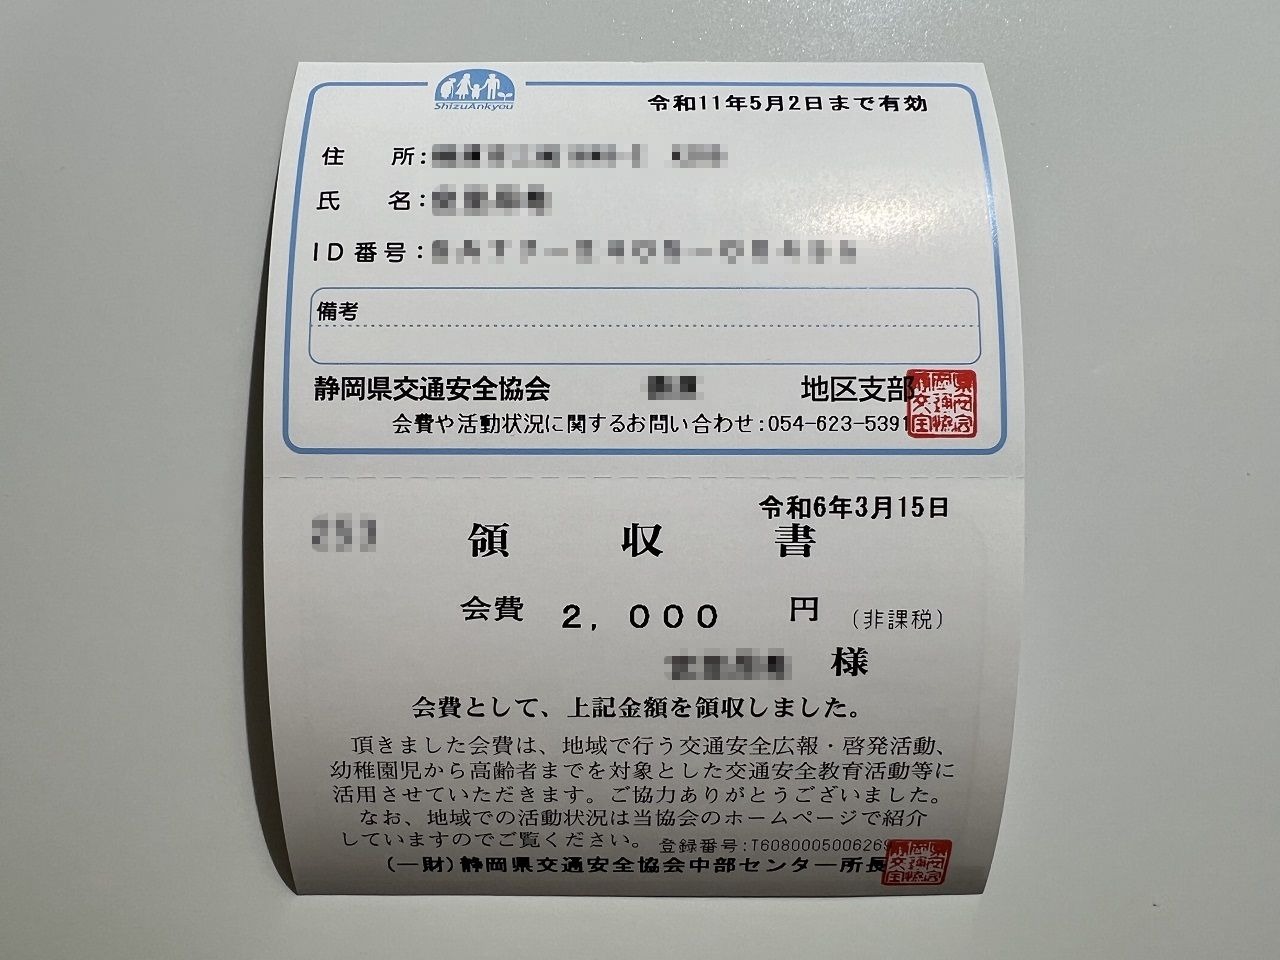 ShizuAnkyou
令和11年5月2日まで有効
住 所:
氏 名:
ID番号:
備考
静岡県交通安全協会 地区支部
会費や活動状況に関するお問い合わせ:054-623-5391
令和6年3月15日
領 収 書
会費 2,000 円 (非課税)
様
会費として、上記金額を領収しました。
頂きました会費は、地域で行う交通安全広報・啓発活動、
幼稚園児から高齢者までを対象とした交通安全教育活動等に
活用させていただきます。ご協力ありがとうございました。
なお、地域での活動状況は当協会のホームページで紹介
していますのでご覧ください。 登録番号:T6080005006269
(一財)静岡県交通安全協会中部センター所長